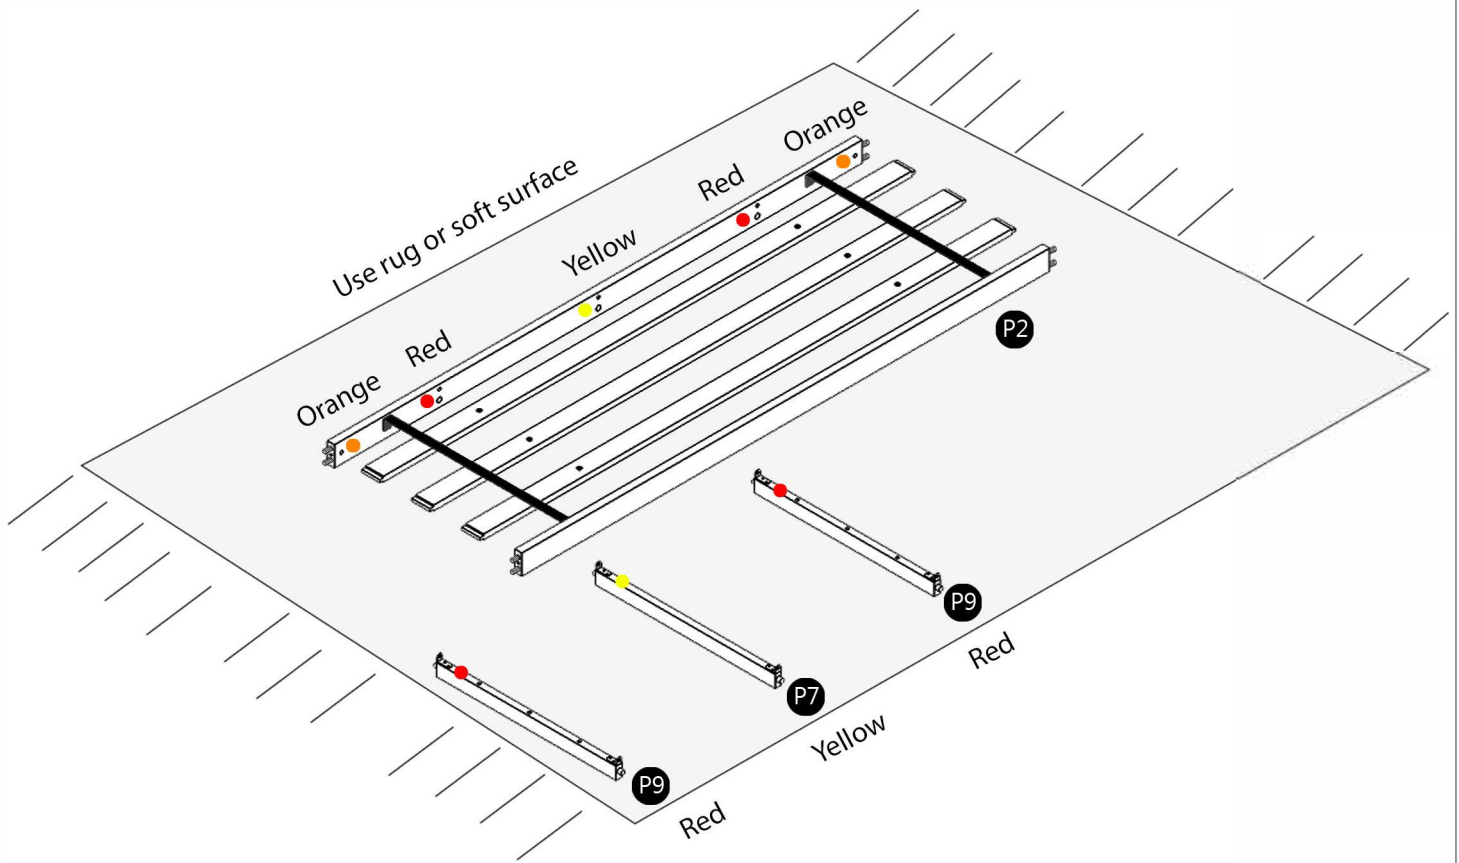 Orange
Red
Use rug or soft surface
Yellow
Red
Orange
P2
P9
Red
P7
Yellow
P9
Red